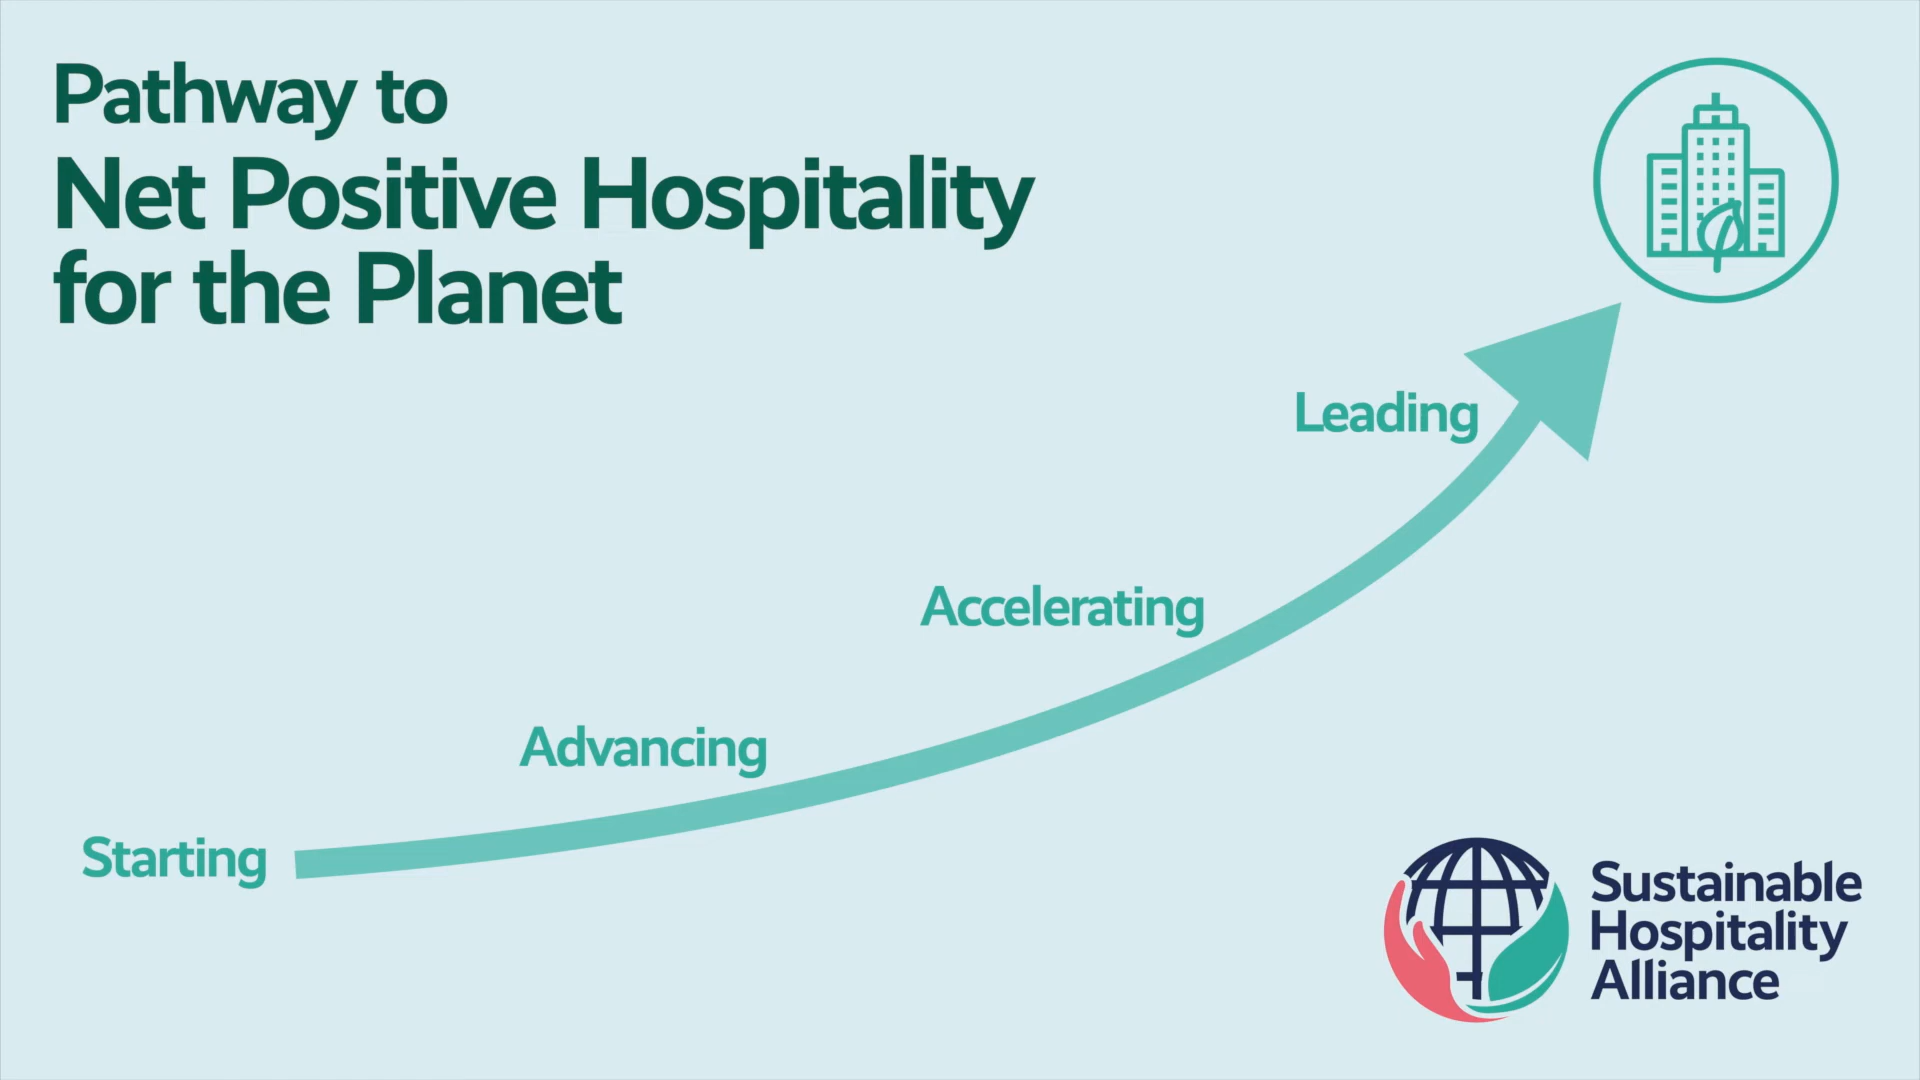 Pathway to
Net Positive Hospitality
for the Planet
Leading
Accelerating
Advancing
Starting
Sustainable
Hospitality
Alliance